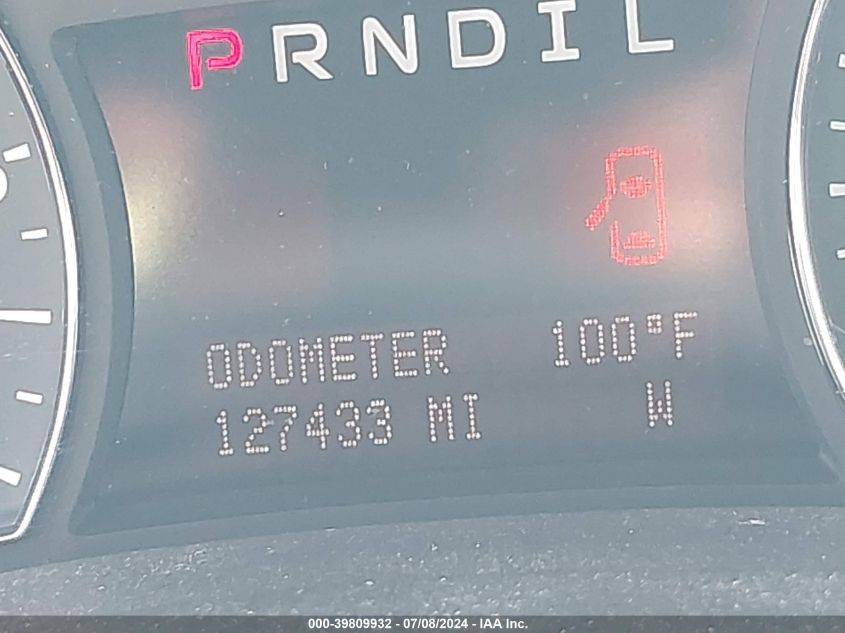 PRNDIL
ODOMETER 100°F
127433 MI W
000-39809932 - 07/08/2024 - IAA Inc.